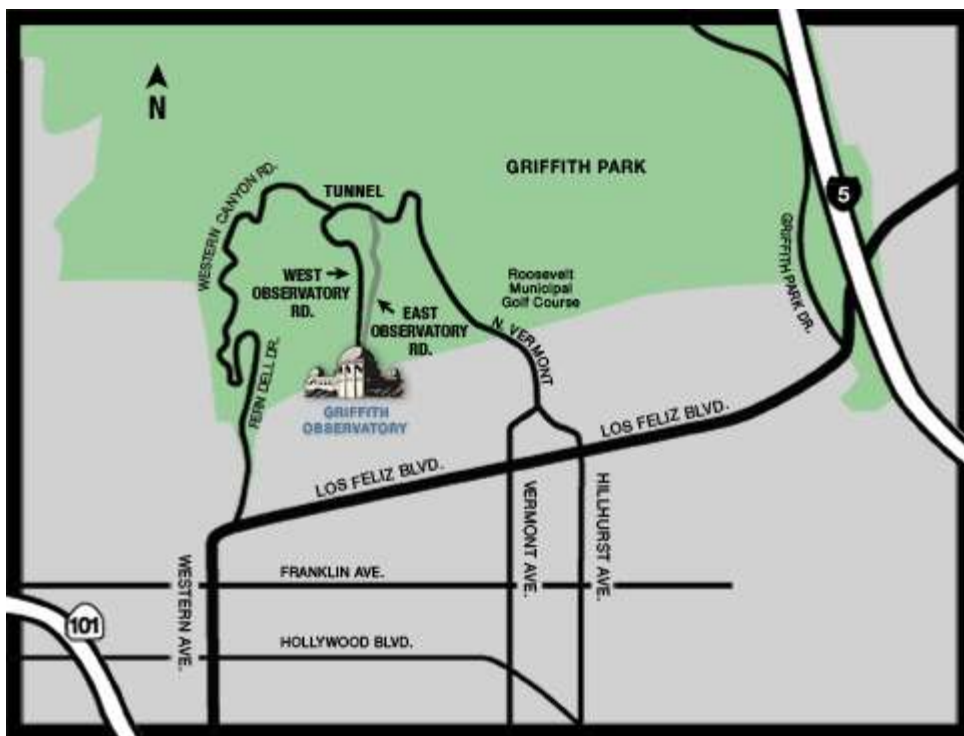 N
GRIFFITH PARK
5
WESTERN CANYON RD.
TUNNEL
GRIFFITH PARK DR.
WEST
OBSERVATORY
RD.
EAST
OBSERVATORY
RD.
Roosevelt
Municipal
Golf Course
N. VERMONT
FERN DELL DR.
GRIFFITH
OBSERVATORY
LOS FELIZ BLVD.
LOS FELIZ BLVD.
VERMONT AVE.
HILLHURST AVE.
WESTERN AVE.
FRANKLIN AVE.
101
HOLLYWOOD BLVD.